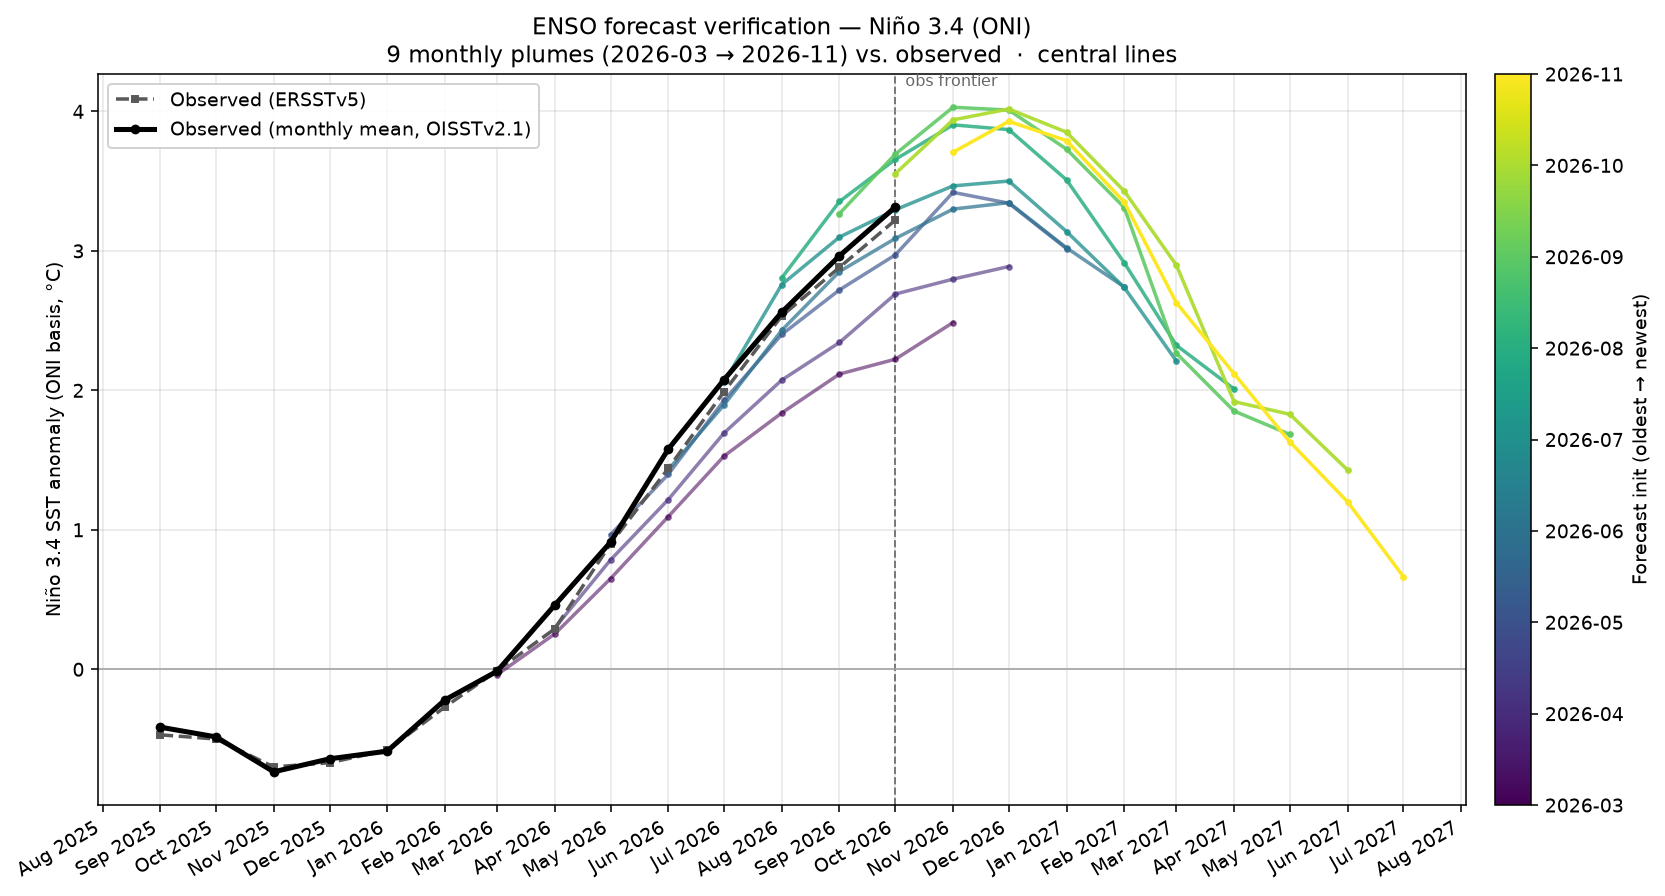 ENSO forecast verification — Niño 3.4 (ONI)
9 monthly plumes (2026-03 → 2026-11) vs. observed · central lines
obs frontier
Observed (ERSSTv5)
Observed (monthly mean, OISSTv2.1)
Niño 3.4 SST anomaly (ONI basis, °C)
4
3
2
1
0
Aug 2025
Sep 2025
Oct 2025
Nov 2025
Dec 2025
Jan 2026
Feb 2026
Mar 2026
Apr 2026
May 2026
Jun 2026
Jul 2026
Aug 2026
Sep 2026
Oct 2026
Nov 2026
Dec 2026
Jan 2027
Feb 2027
Mar 2027
Apr 2027
May 2027
Jun 2027
Jul 2027
Aug 2027
2026-11
2026-10
2026-09
2026-08
2026-07
2026-06
2026-05
2026-04
2026-03
Forecast init (oldest → newest)